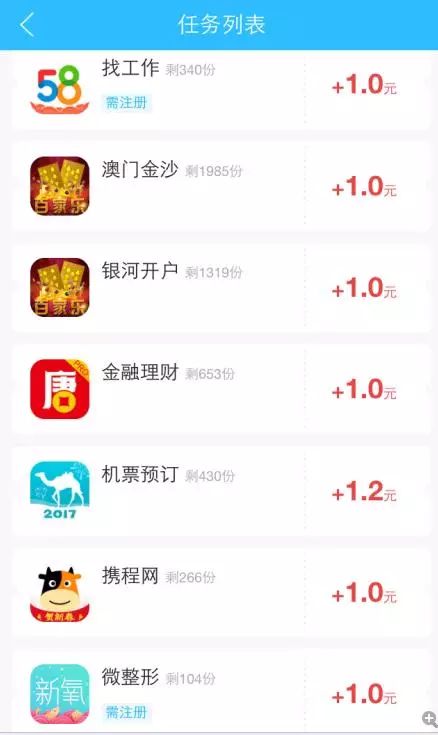 任务列表
58
找工作 剩340份
需注册
+1.0元
百家乐
澳门金沙 剩1985份
+1.0元
百家乐
银河开户 剩1319份
+1.0元
唐
PRO
金融理财 剩653份
+1.0元
2017
机票预订 剩430份
+1.2元
贺新春
携程网 剩266份
+1.0元
新氧
微整形 剩104份
需注册
+1.0元